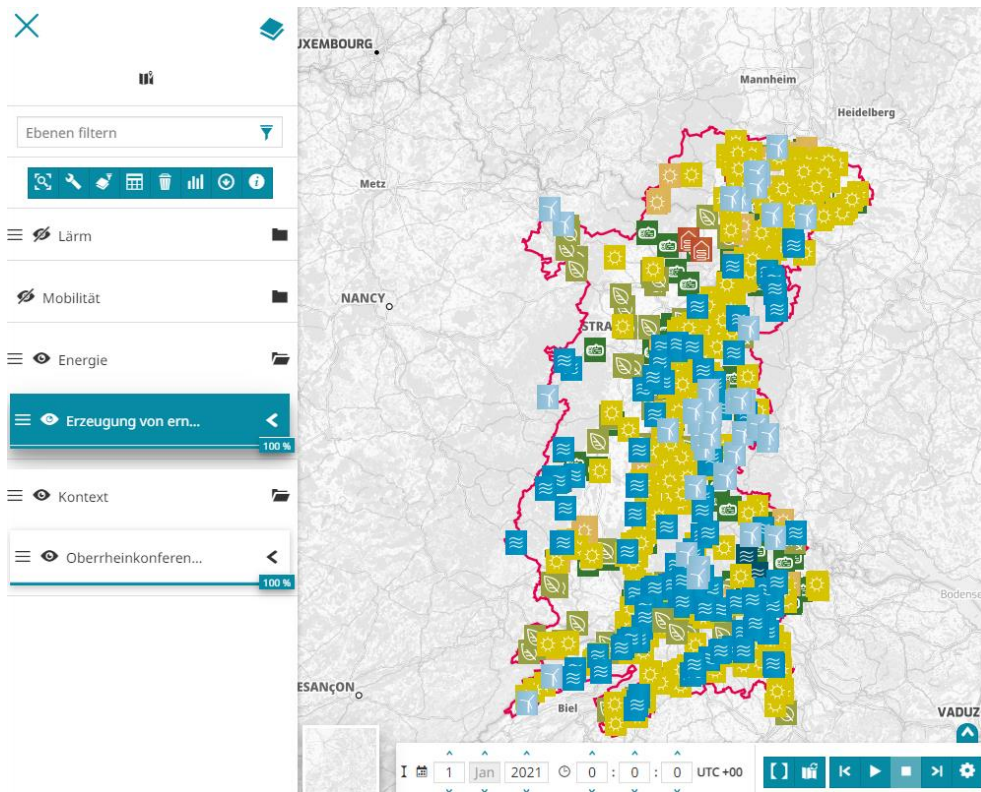 Ebenen filtern
Lärm
Mobilität
Energie
Erzeugung von ern...
100 %
Kontext
Oberrheinkonferen...
100 %
UXEMBOURG
Mannheim
Heidelberg
Metz
NANCY
STRA
Bodense
ESANÇON
Biel
VADUZ
1 Jan 2021 0 : 0 : 0 UTC +00